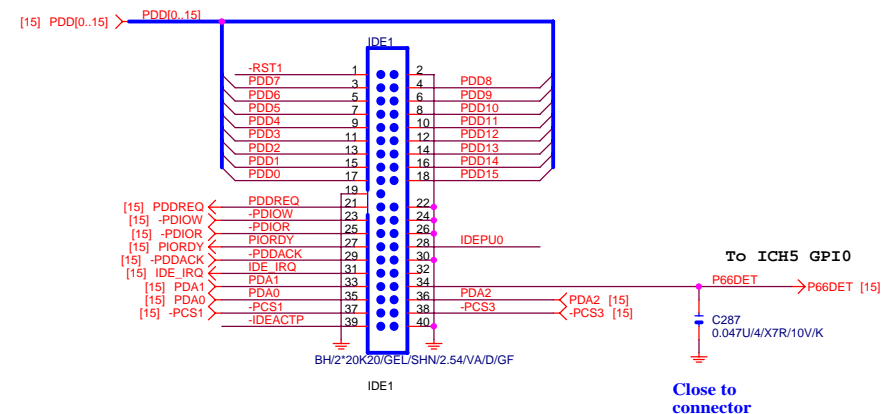 [15] PDD[0..15] PDD[0..15]
IDE1
-RST1 1 2
PDD7 3 4 PDD8
PDD6 5 6 PDD9
PDD5 7 8 PDD10
PDD4 9 10 PDD11
PDD3 11 12 PDD12
PDD2 13 14 PDD13
PDD1 15 16 PDD14
PDD0 17 18 PDD15
19
[15] PDDREQ PDDREQ 21 22
[15] -PDIOW -PDIOW 23 24
[15] -PDIOR -PDIOR 25 26
[15] PIORDY PIORDY 27 28 IDEPU0
[15] -PDDACK -PDDACK 29 30
[15] IDE_IRQ IDE_IRQ 31 32
[15] PDA1 PDA1 33 34
[15] PDA0 PDA0 35 36 PDA2 PDA2 [15]
[15] -PCS1 -PCS1 37 38 -PCS3 -PCS3 [15]
-IDEACTP 39 40
BH/2*20K20/GEL/SHN/2.54/VA/D/GF
IDE1
To ICH5 GPI0
P66DET P66DET [15]
C287
0.047U/4/X7R/10V/K
Close to
connector